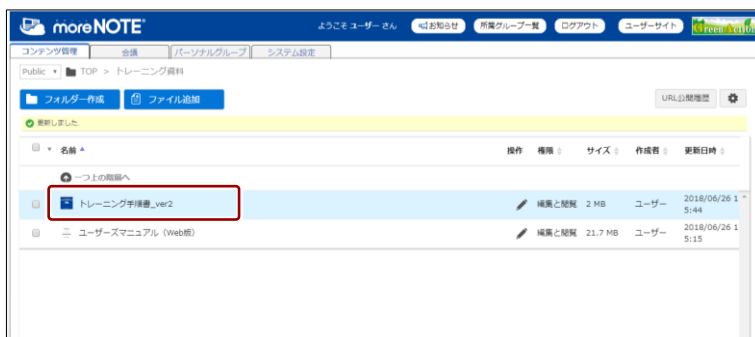 moreNOTE ようこそ ユーザー さん お知らせ 所属グループ一覧 ログアウト ユーザーサイト Green Action
コンテンツ管理 会議 パーソナルグループ システム設定
Public TOP > トレーニング資料
フォルダー作成 ファイル追加 URL公開履歴
更新しました.
名前 操作 権限 サイズ 作成者 更新日時
一つ上の階層へ
トレーニング手順書_ver2 編集と閲覧 2 MB ユーザー 2018/06/26 1
5:44
ユーザーズマニュアル（Web版） 編集と閲覧 21.7 MB ユーザー 2018/06/26 1
5:15